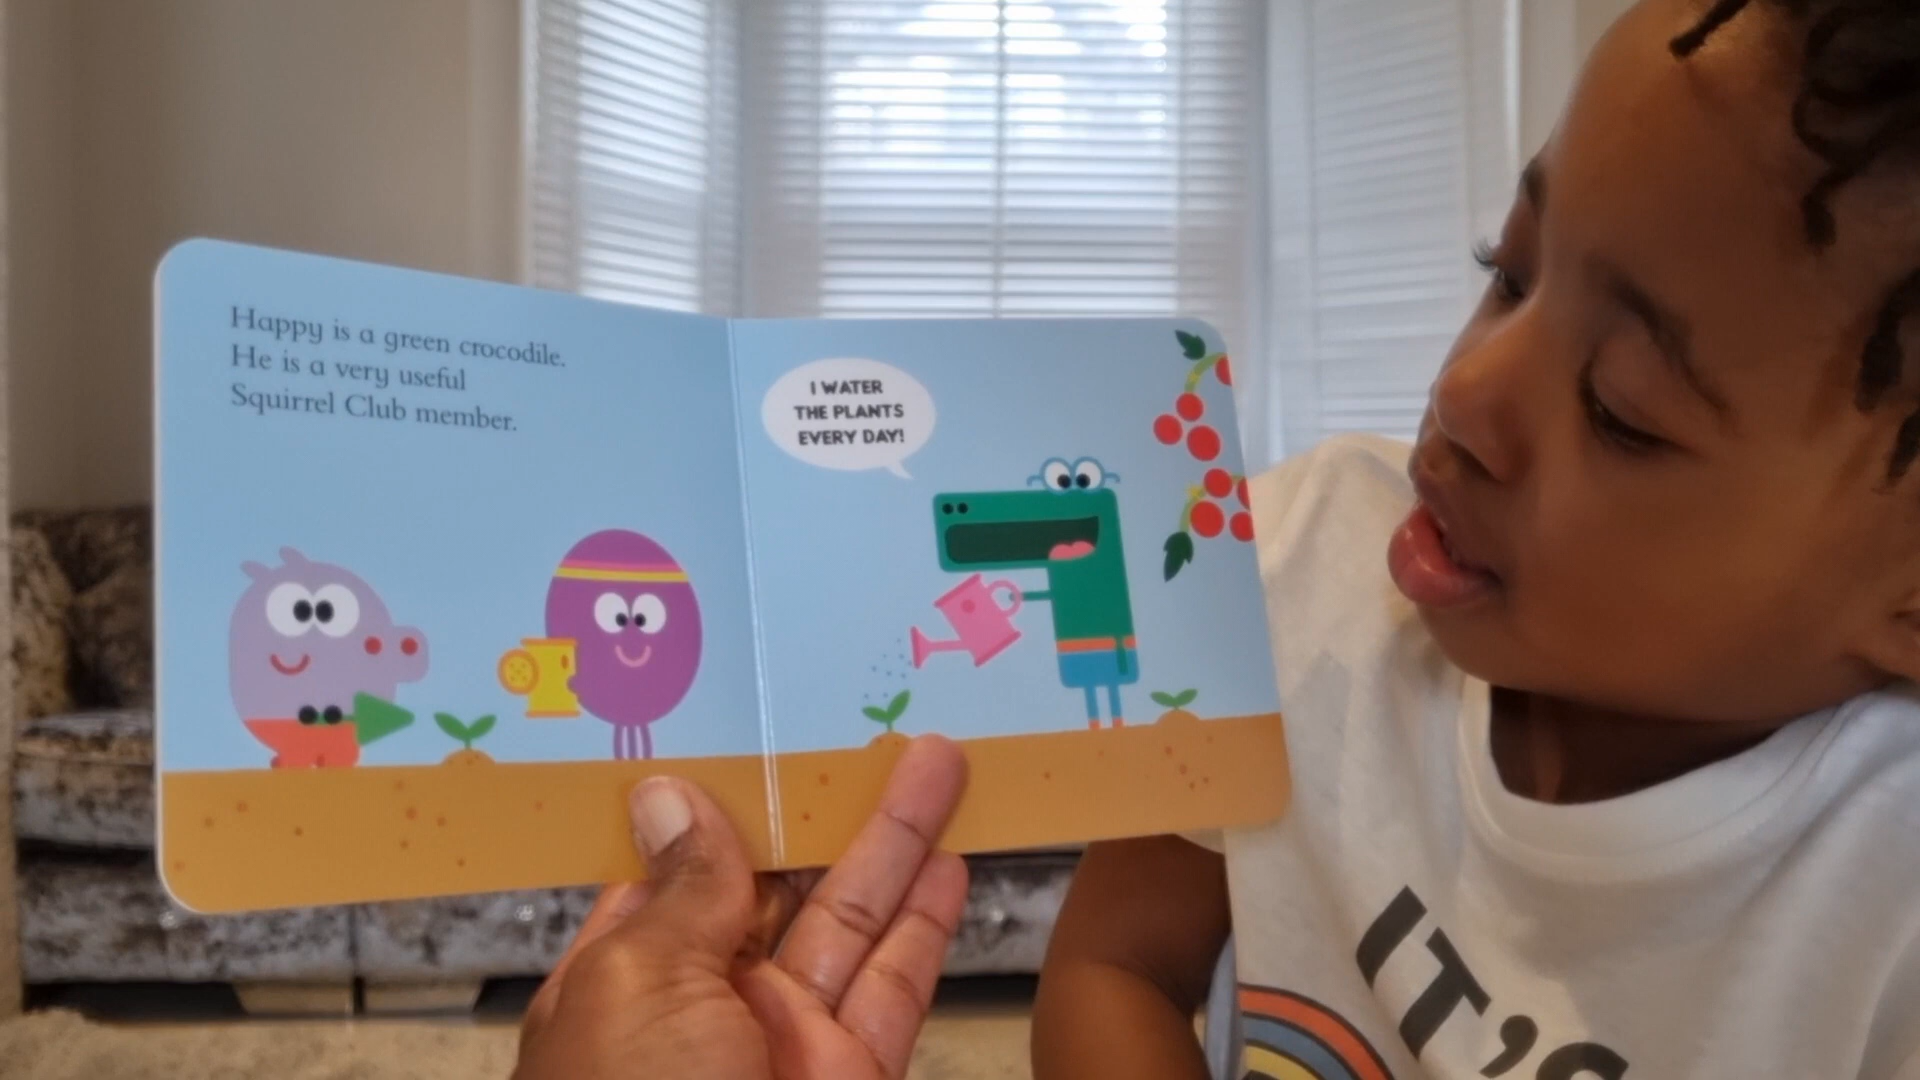 Happy is a green crocodile.
He is a very useful
Squirrel Club member.
I WATER
THE PLANTS
EVERY DAY!
IT'S